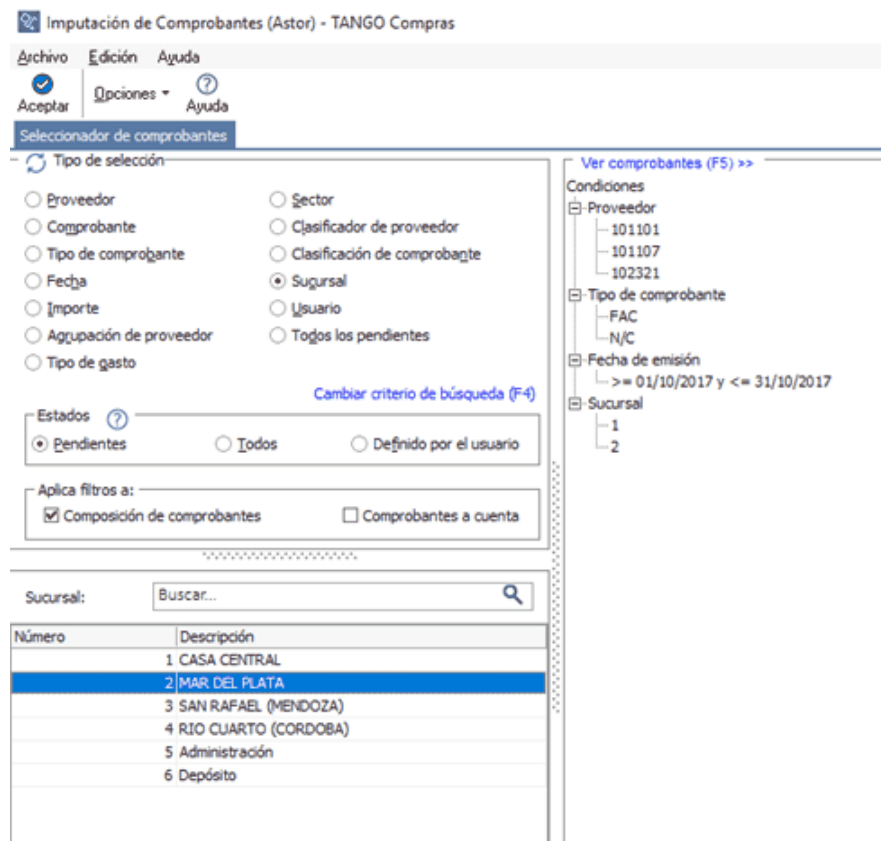 Imputación de Comprobantes (Astor) - TANGO Compras
Archivo Edición Ayuda
Aceptar Opciones Ayuda
Seleccionador de comprobantes
Tipo de selección
Proveedor
Comprobante
Tipo de comprobante
Fecha
Importe
Agrupación de proveedor
Tipo de gasto
Sector
Clasificador de proveedor
Clasificación de comprobante
Sucursal
Usuario
Todos los pendientes
Cambiar criterio de búsqueda (F4)
Estados ?
Pendientes Todos Definido por el usuario
Aplica filtros a:
Composición de comprobantes Comprobantes a cuenta
Sucursal: Buscar...
Número Descripción
1 CASA CENTRAL
2 MAR DEL PLATA
3 SAN RAFAEL (MENDOZA)
4 RIO CUARTO (CORDOBA)
5 Administración
6 Depósito
Ver comprobantes (F5) >>
Condiciones
Proveedor
101101
101107
102321
Tipo de comprobante
FAC
N/C
Fecha de emisión
>= 01/10/2017 y <= 31/10/2017
Sucursal
1
2